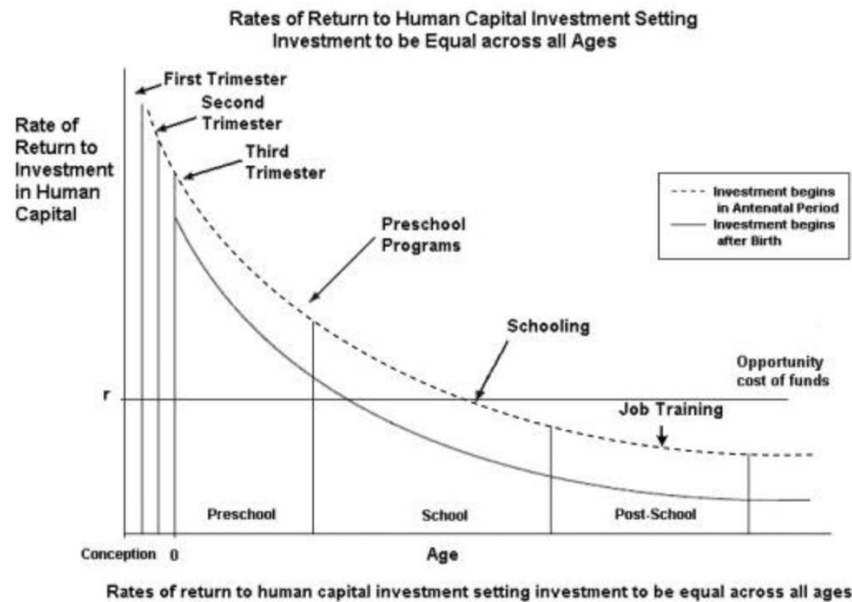 Rates of Return to Human Capital Investment Setting
Investment to be Equal across all Ages
First Trimester
Second
Trimester
Third
Trimester
Rate of
Return to
Investment
in Human
Capital
Preschool
Programs
Investment begins
in Antenatal Period
Investment begins
after Birth
Schooling
Opportunity
cost of funds
r
Job Training
Preschool
School
Post-School
Conception
0
Age
Rates of return to human capital investment setting investment to be equal across all ages